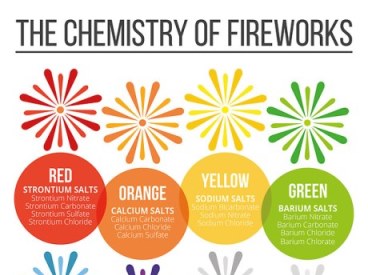 THE CHEMISTRY OF FIREWORKS
RED
STRONTIUM SALTS
Strontium Nitrate
Strontium Carbonate
Strontium Sulfate
Strontium Chloride
ORANGE
CALCIUM SALTS
Calcium Carbonate
Calcium Chloride
Calcium Sulfate
YELLOW
SODIUM SALTS
Sodium Bicarbonate
Sodium Nitrate
Sodium Chloride
GREEN
BARIUM SALTS
Barium Nitrate
Barium Carbonate
Barium Chloride
Barium Chlorate